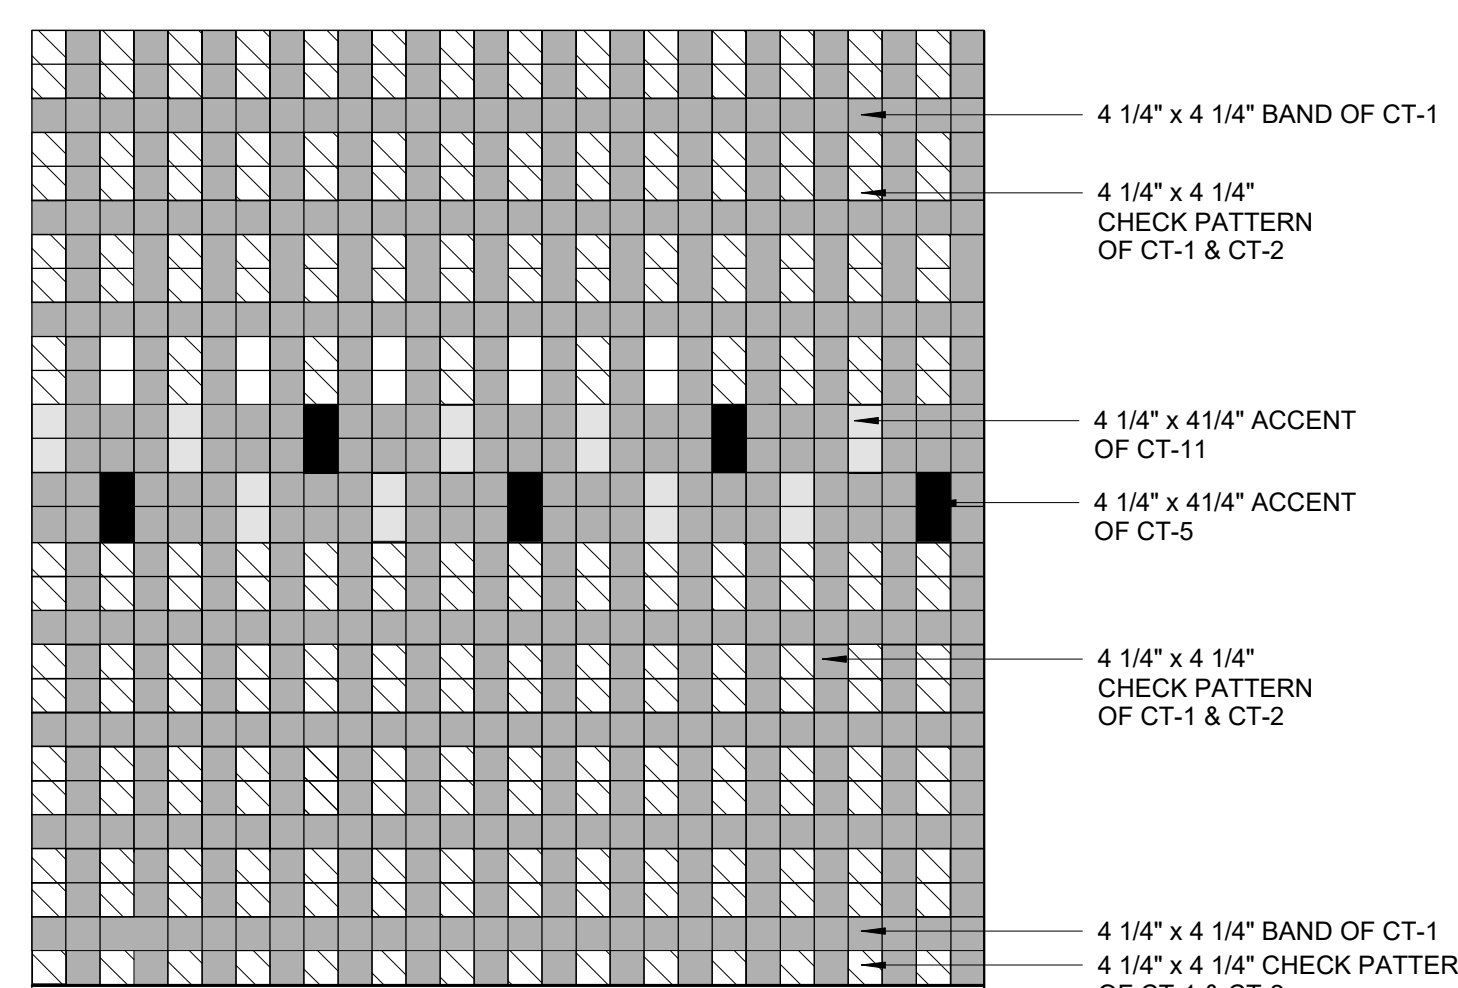 4 1/4" x 4 1/4" BAND OF CT-1
4 1/4" x 4 1/4"
CHECK PATTERN
OF CT-1 & CT-2
4 1/4" x 41/4" ACCENT
OF CT-11
4 1/4" x 41/4" ACCENT
OF CT-5
4 1/4" x 4 1/4"
CHECK PATTERN
OF CT-1 & CT-2
4 1/4" x 4 1/4" BAND OF CT-1
4 1/4" x 4 1/4" CHECK PATTER